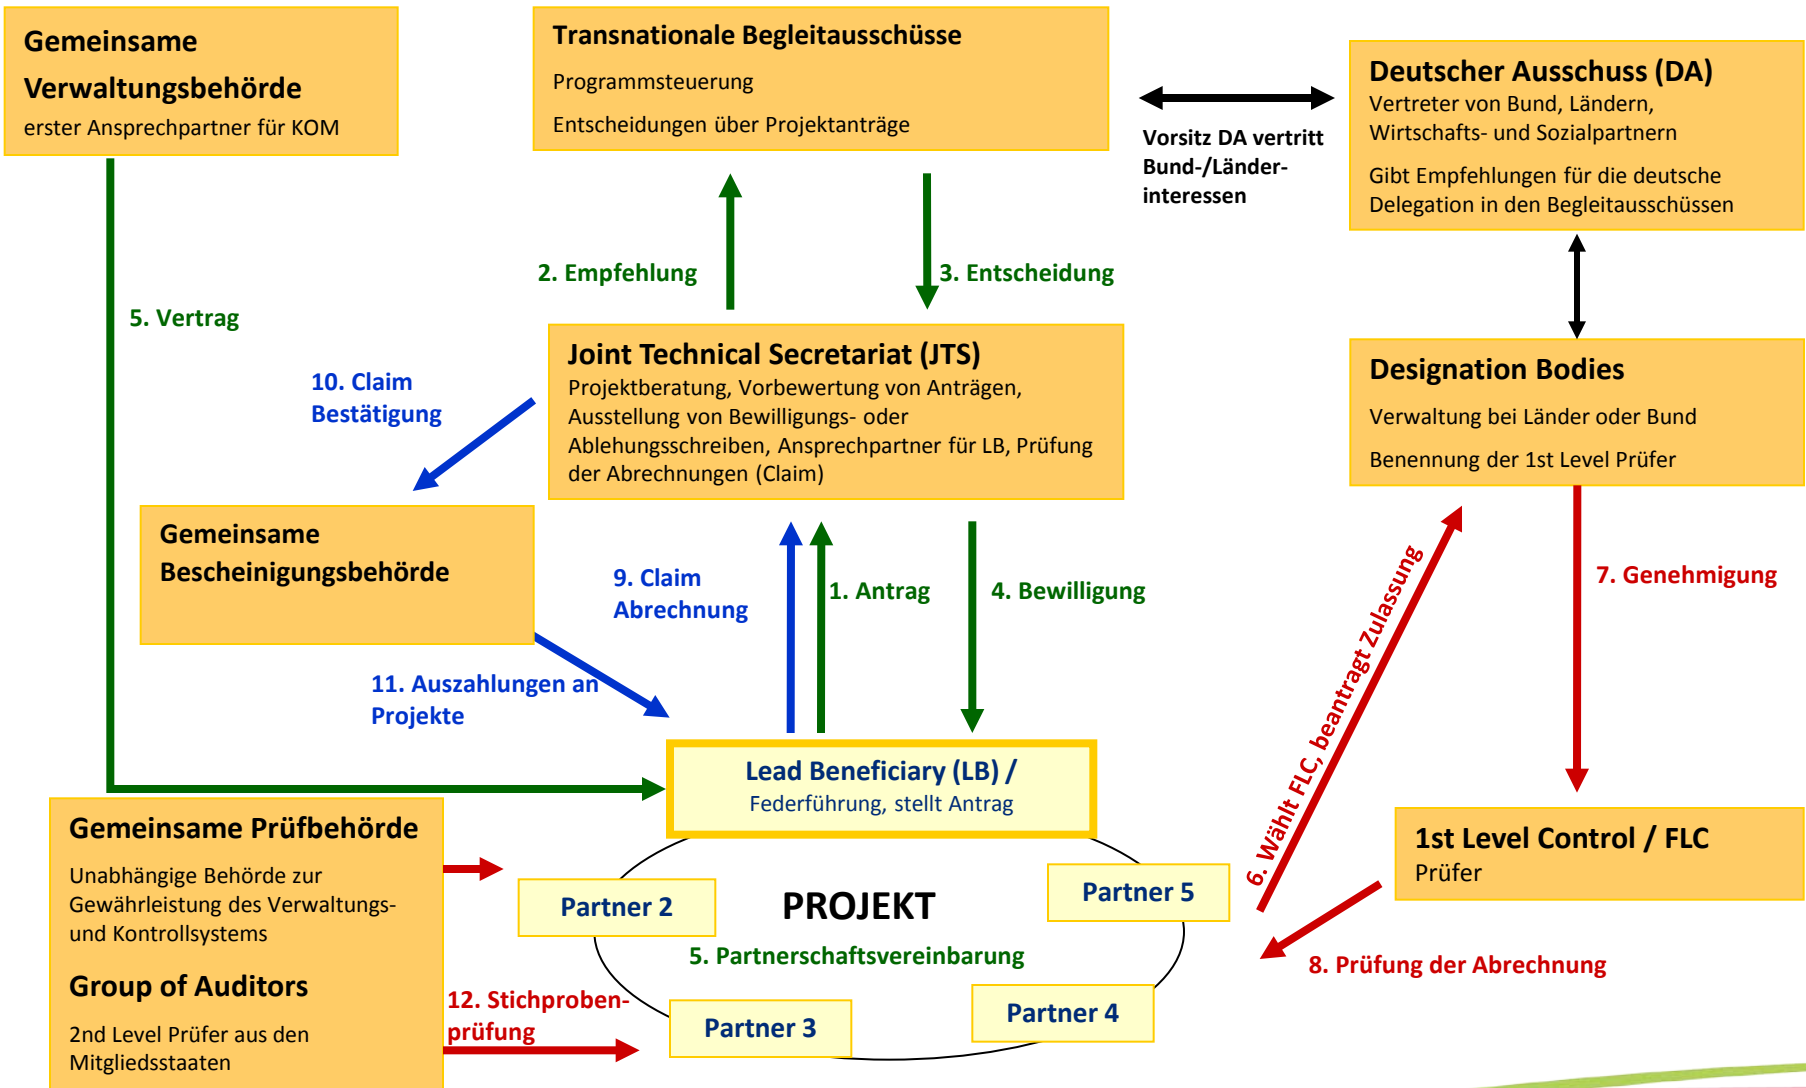 Gemeinsame
Verwaltungsbehörde
erster Ansprechpartner für KOM
Transnationale Begleitausschüsse
Programmsteuerung
Entscheidungen über Projektanträge
Vorsitz DA vertritt
Bund-/Länder-
interessen
Deutscher Ausschuss (DA)
Vertreter von Bund, Ländern,
Wirtschafts- und Sozialpartnern
Gibt Empfehlungen für die deutsche
Delegation in den Begleitausschüssen
2. Empfehlung
3. Entscheidung
5. Vertrag
Joint Technical Secretariat (JTS)
Projektberatung, Vorbewertung von Anträgen,
Ausstellung von Bewilligungs- oder
Ablehungsschreiben, Ansprechpartner für LB, Prüfung
der Abrechnungen (Claim)
Designation Bodies
Verwaltung bei Länder oder Bund
Benennung der 1st Level Prüfer
10. Claim
Bestätigung
Gemeinsame
Bescheinigungsbehörde
9. Claim
Abrechnung
1. Antrag
4. Bewilligung
6. Wählt FLC, beantragt Zulassung
7. Genehmigung
11. Auszahlungen an
Projekte
Lead Beneficiary (LB) /
Federführung, stellt Antrag
Gemeinsame Prüfbehörde
Unabhängige Behörde zur
Gewährleistung des Verwaltungs-
und Kontrollsystems
Group of Auditors
2nd Level Prüfer aus den
Mitgliedsstaaten
12. Stichproben-
prüfung
Partner 2
PROJEKT
Partner 5
5. Partnerschaftsvereinbarung
Partner 3
Partner 4
1st Level Control / FLC
Prüfer
8. Prüfung der Abrechnung